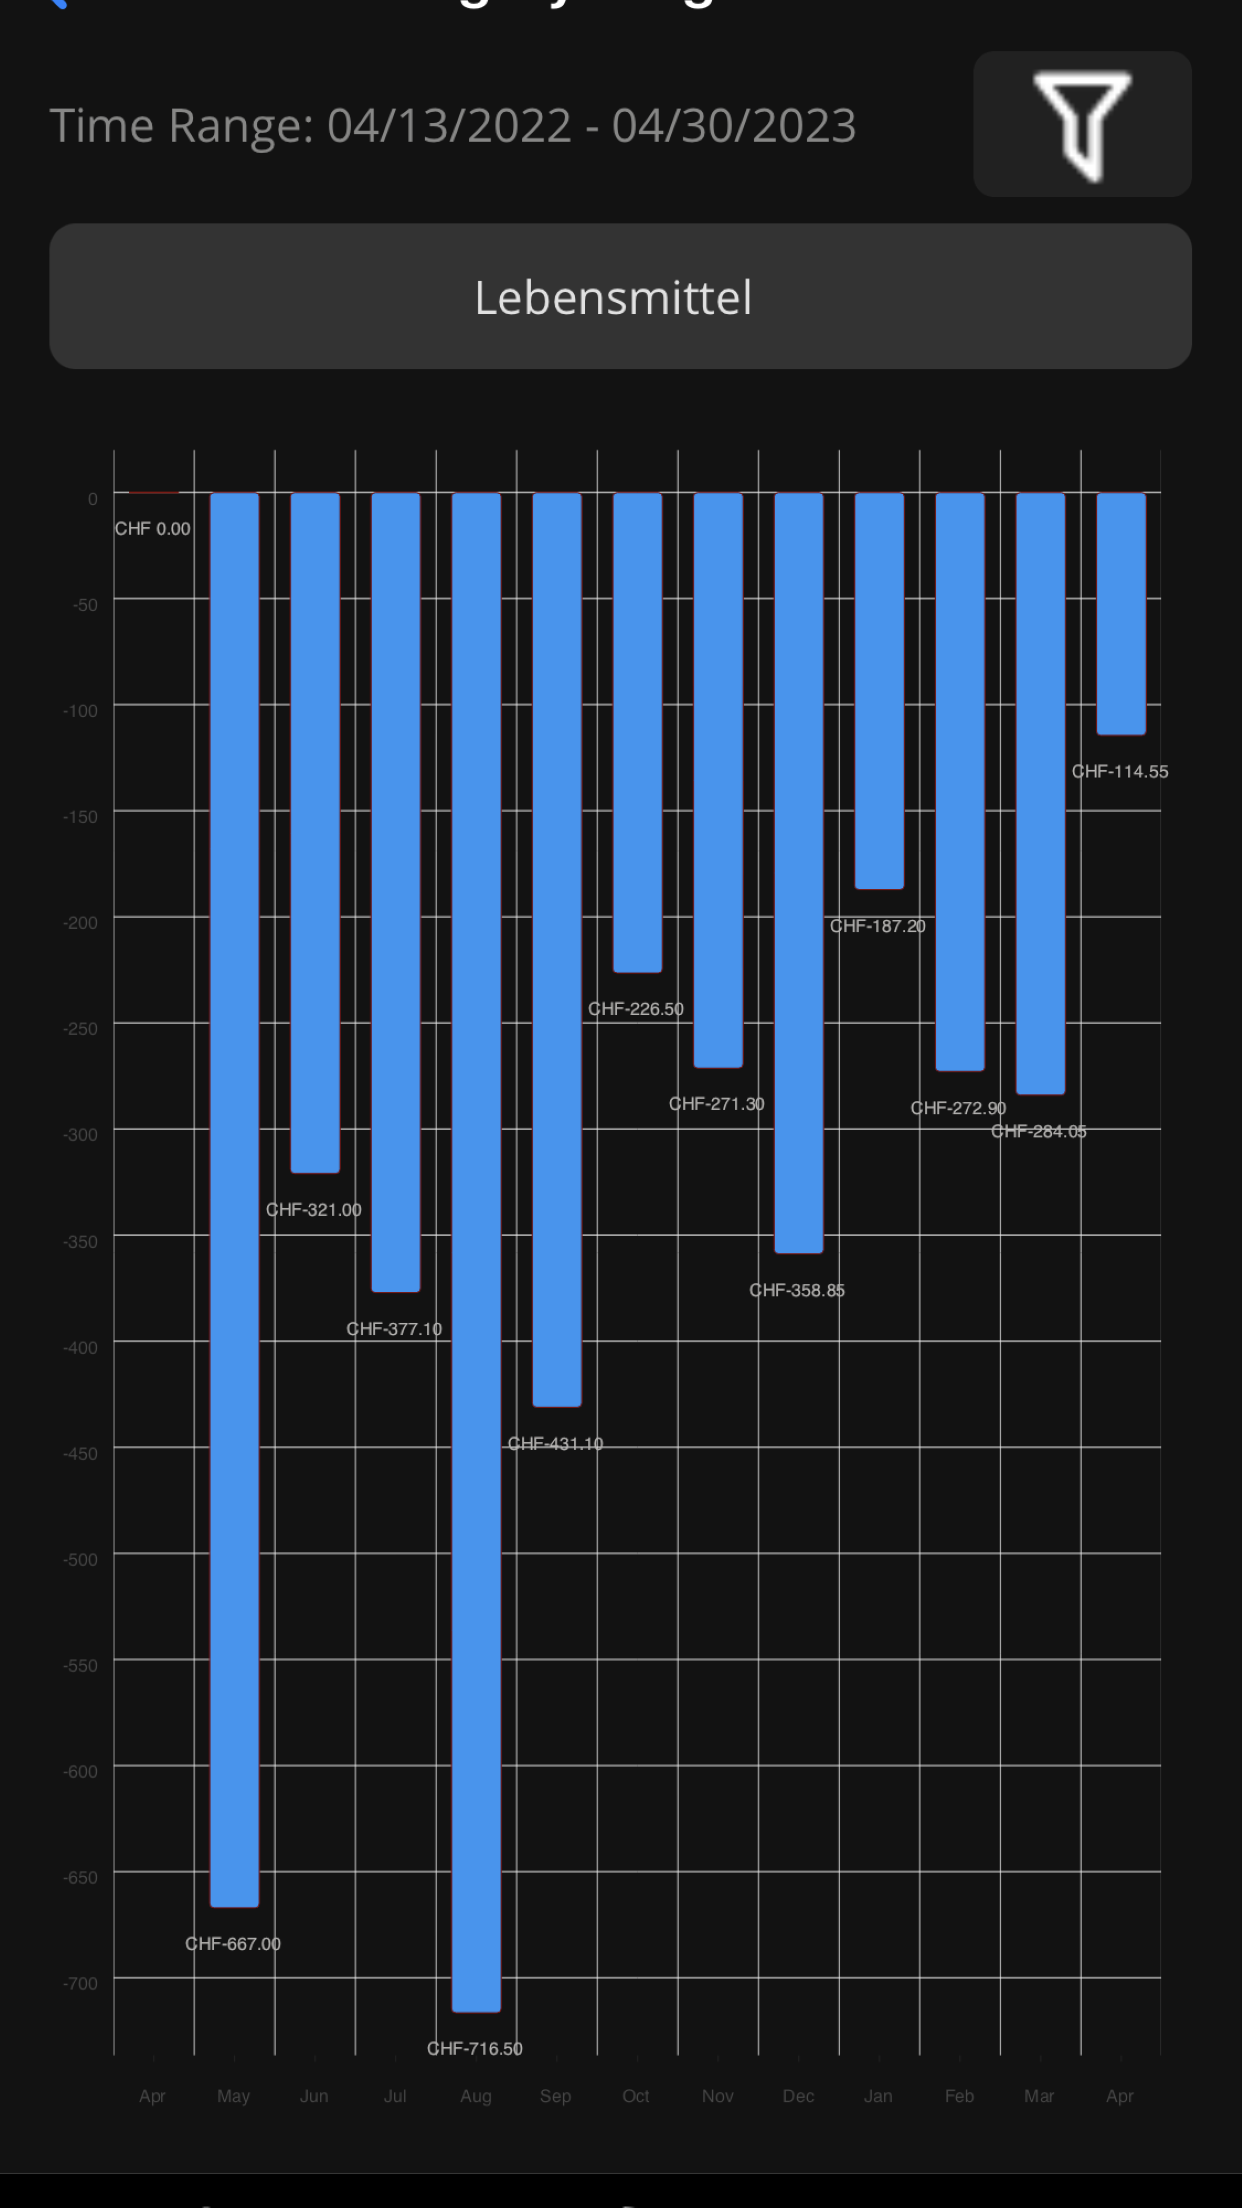 Time Range: 04/13/2022 - 04/30/2023
Lebensmittel
0
CHF 0.00
-50
-100
CHF-114.55
-150
-200
CHF-187.20
CHF-226.50
-250
CHF-271.30
CHF-272.90
CHF-284.05
-300
CHF-321.00
-350
CHF-358.85
CHF-377.10
-400
CHF-431.10
-450
-500
-550
-600
-650
CHF-667.00
-700
CHF-716.50
Apr May Jun Jul Aug Sep Oct Nov Dec Jan Feb Mar Apr